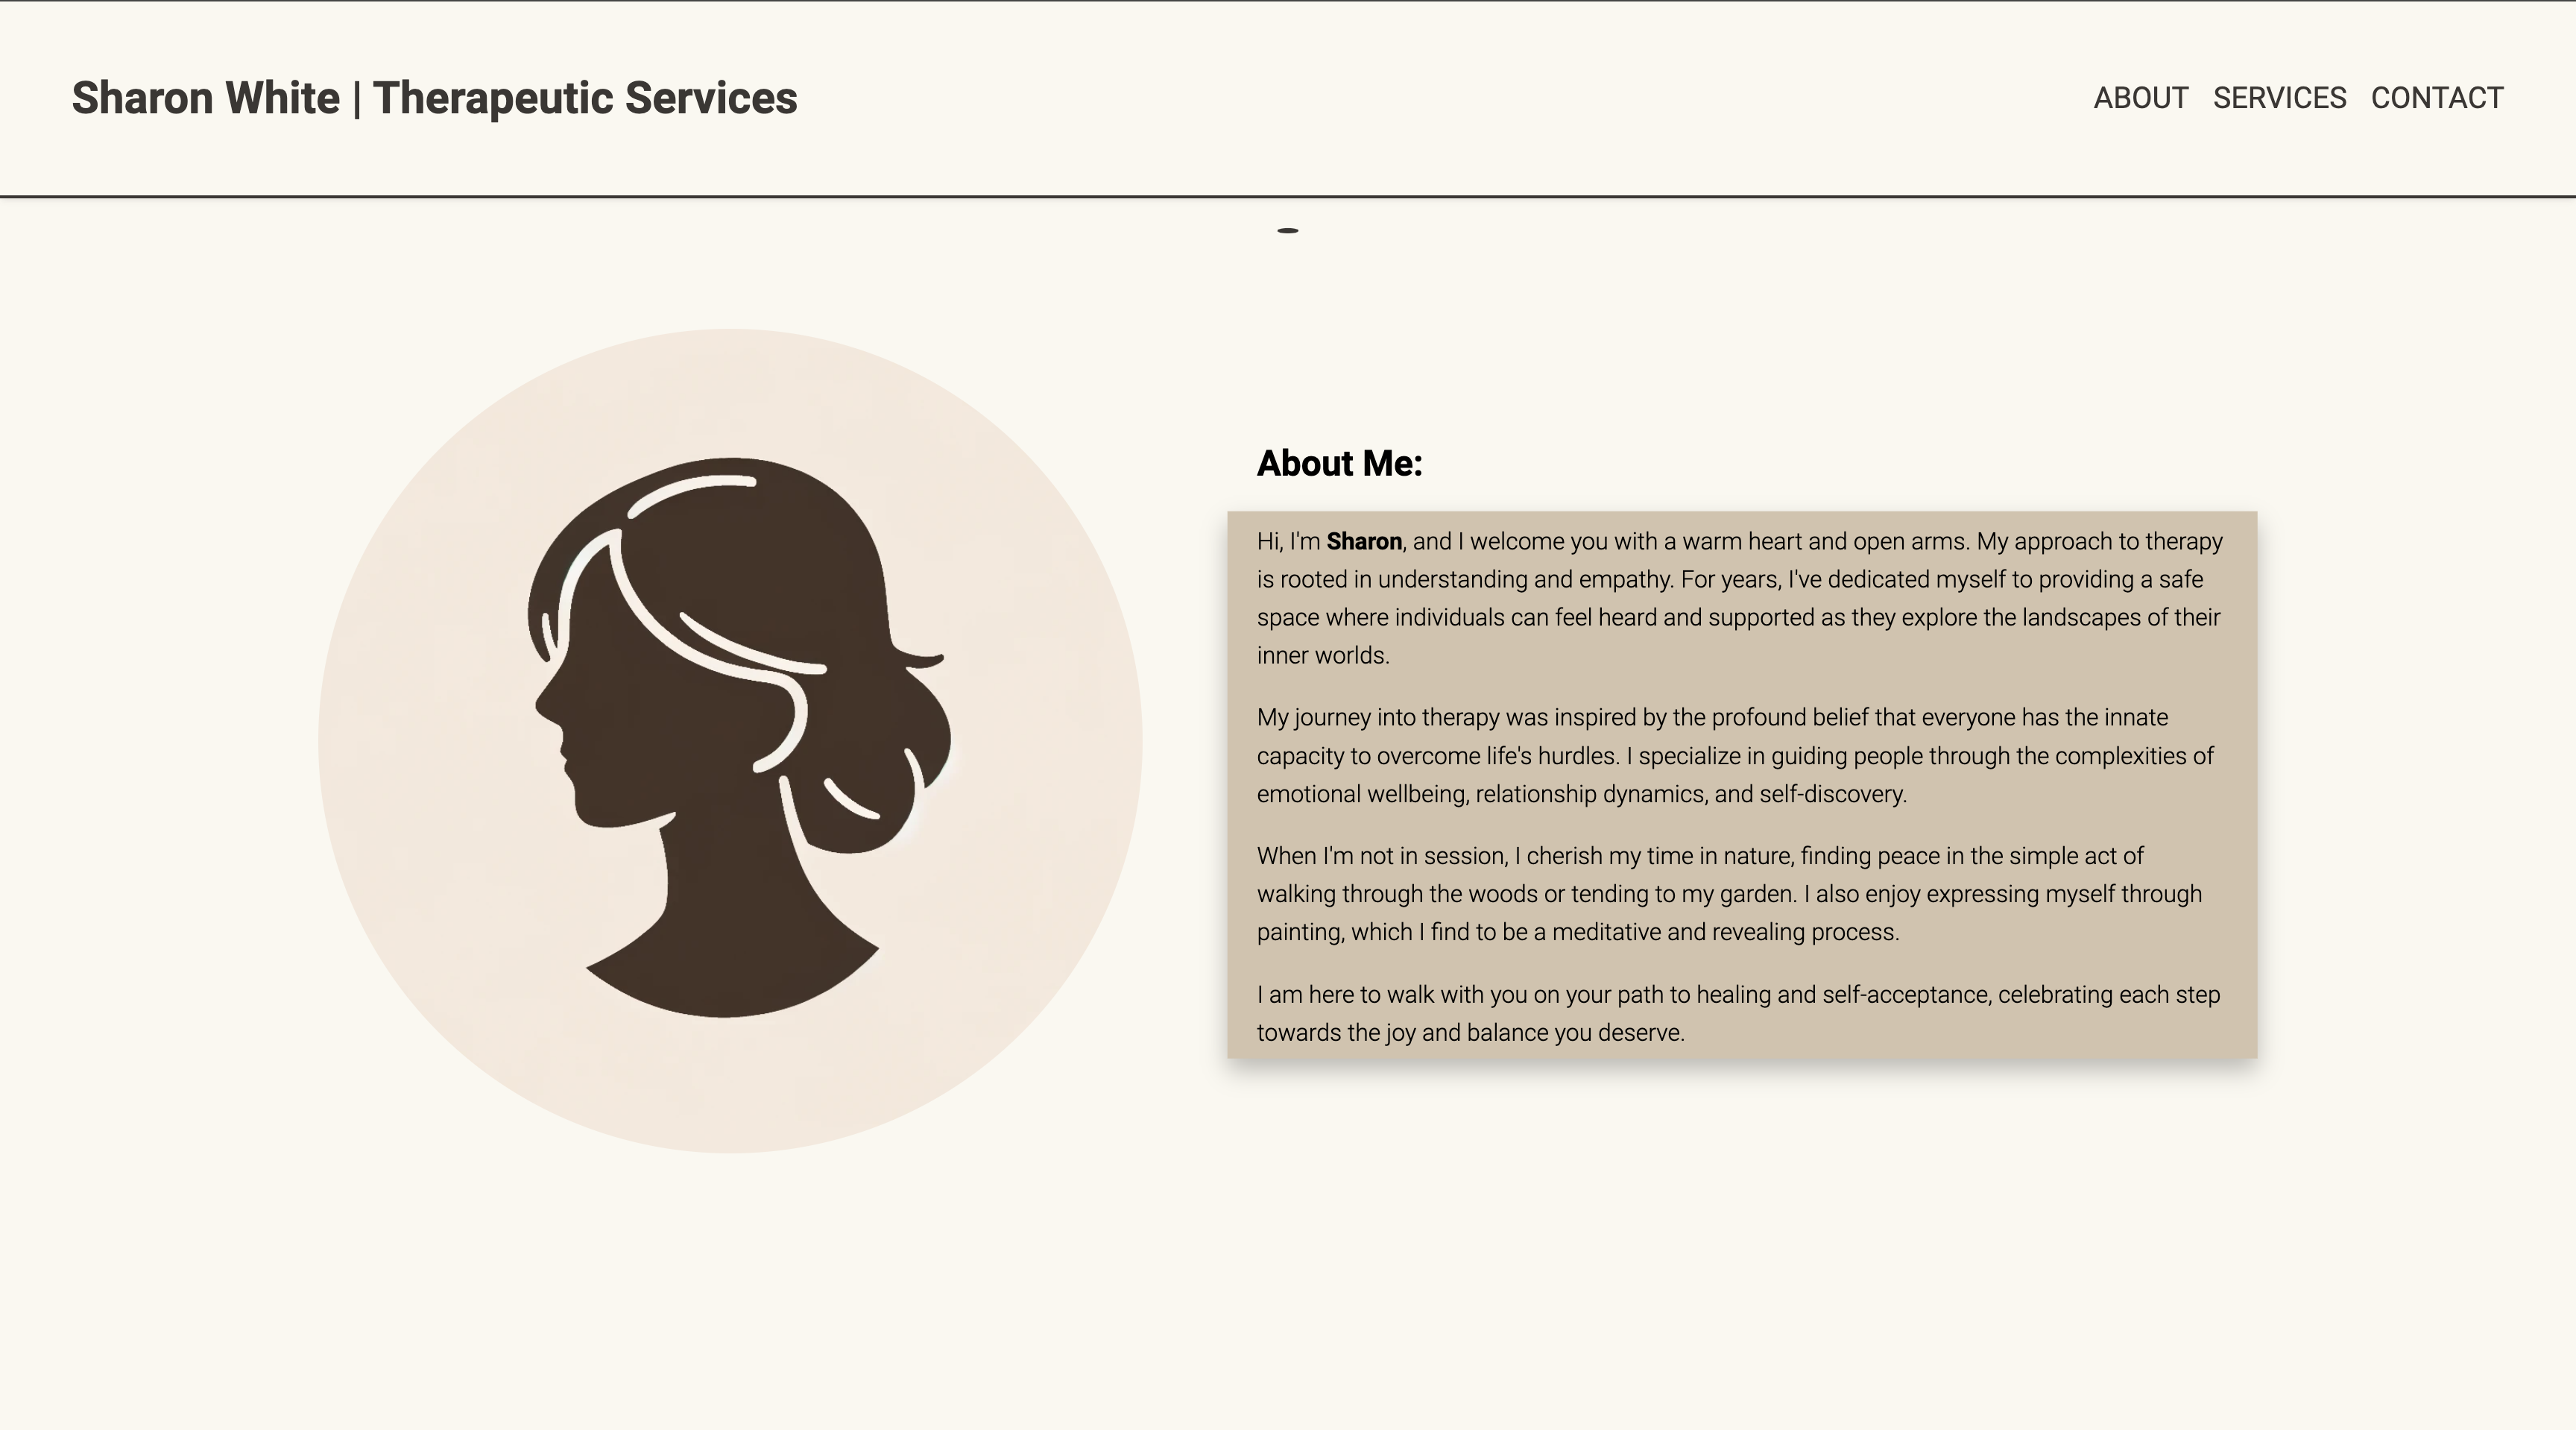 Sharon White | Therapeutic Services
ABOUT SERVICES CONTACT
About Me:
Hi, I'm Sharon, and I welcome you with a warm heart and open arms. My approach to therapy
is rooted in understanding and empathy. For years, I've dedicated myself to providing a safe
space where individuals can feel heard and supported as they explore the landscapes of their
inner worlds.
My journey into therapy was inspired by the profound belief that everyone has the innate
capacity to overcome life's hurdles. I specialize in guiding people through the complexities of
emotional wellbeing, relationship dynamics, and self-discovery.
When I'm not in session, I cherish my time in nature, finding peace in the simple act of
walking through the woods or tending to my garden. I also enjoy expressing myself through
painting, which I find to be a meditative and revealing process.
I am here to walk with you on your path to healing and self-acceptance, celebrating each step
towards the joy and balance you deserve.